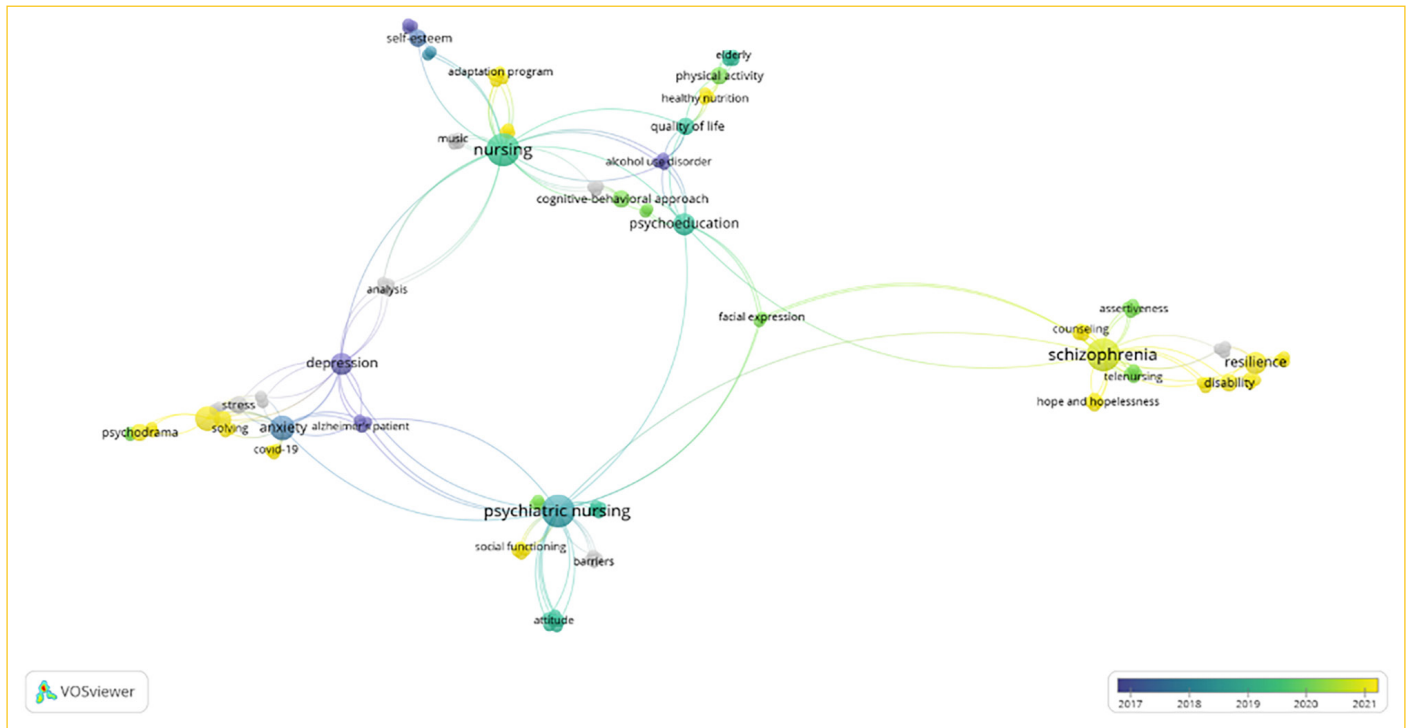 self-esteem
elderly
adaptation program
physical activity
healthy nutrition
quality of life
music
nursing
alcohol use disorder
cognitive-behavioral approach
psychoeducation
analysis
facial expression
assertiveness
counseling
schizophrenia
resilience
telenursing
disability
hope and hopelessness
depression
stress
psychodrama
solving
anxiety
alzheimer's patient
covid-19
psychiatric nursing
social functioning
barriers
attitude
VOSviewer
2017 2018 2019 2020 2021